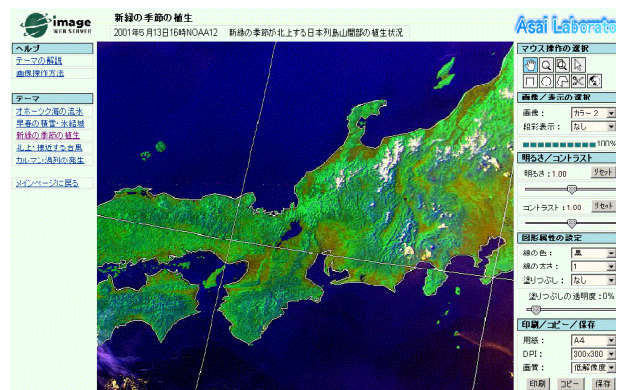 image
WEB SERVER
新緑の季節の植生
2001年5月13日16時NOAA12 新緑の季節が北上する日本列島山間部の植生状況
Asai Laborato
ヘルプ
テーマの解説
画像操作方法
テーマ
オホーツク海の流氷
早春の積雪・氷結域
新緑の季節の植生
北上・接近する台風
カルマン渦列の発生
メインページに戻る
マウス操作の選択
画像/表示の選択
画像: カラー2
段彩表示: なし
100%
明るさ/コントラスト
明るさ:1.00 リセット
コントラスト:1.00 リセット
図形属性の設定
線の色: 黒
線の太さ: 1
塗りつぶし: なし
塗りつぶしの透明度:0%
印刷/コピー/保存
用紙: A4
DPI: 300x300
画質: 低解像度
印刷 コピー 保存